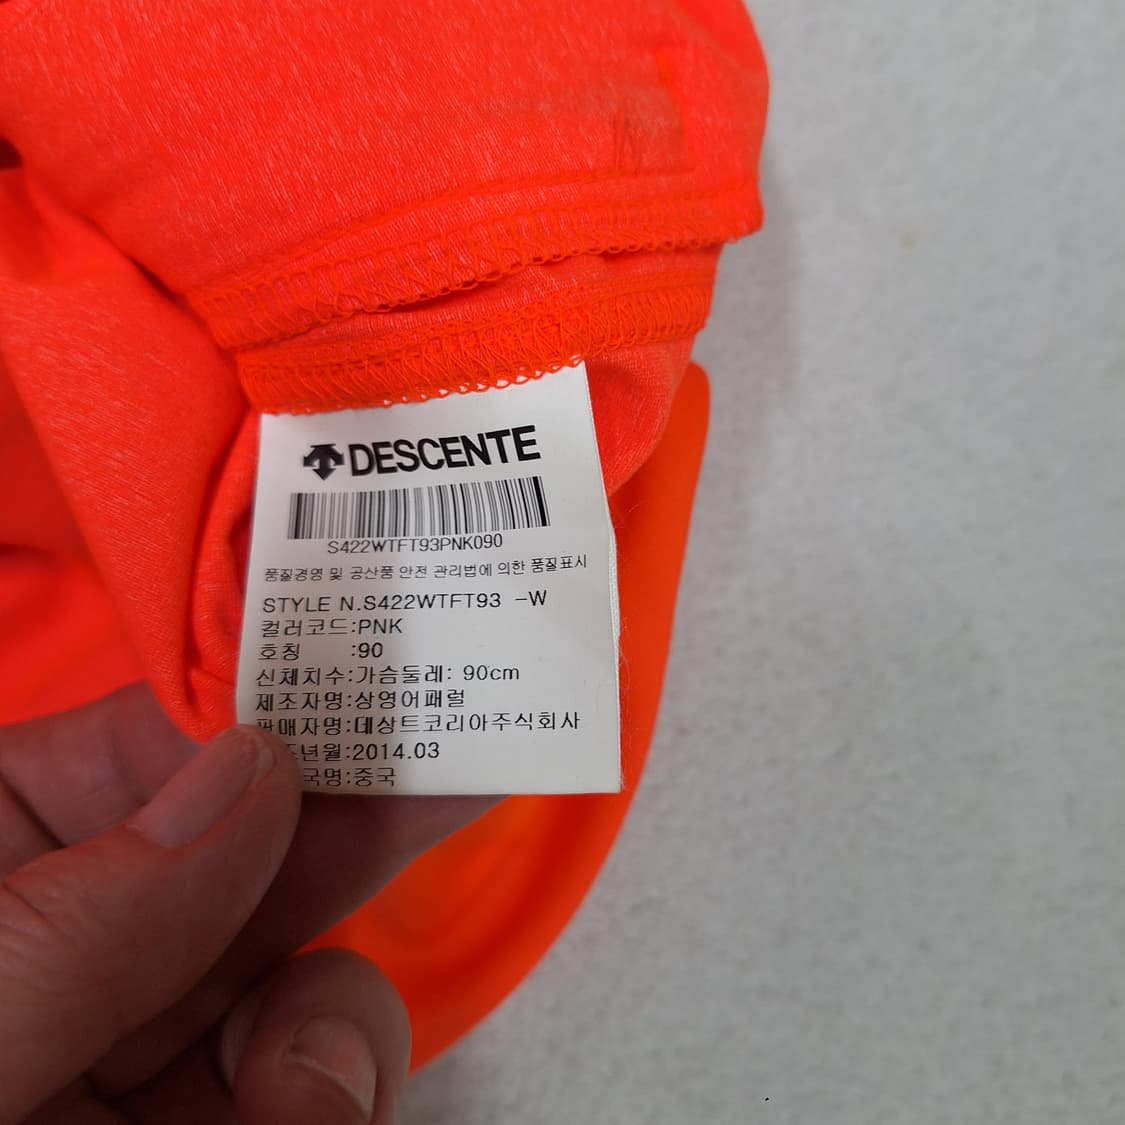 DESCENTE
S422WTFT93PNK090
품질경영 및 공산품 안전 관리법에 의한 품질표시
STYLE N.S422WTFT93 -W
컬러코드:PNK
호칭 :90
신체치수:가슴둘레: 90cm
제조자명:상영어패럴
판매자명:데상트코리아주식회사
년월:2014.03
국명:중국